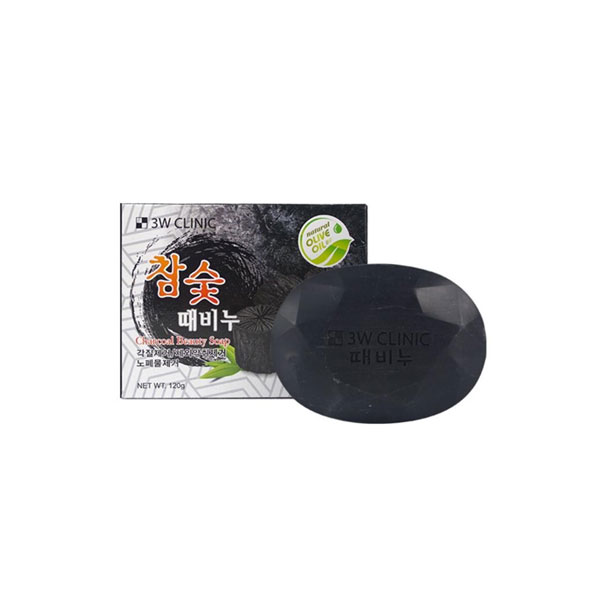 3W CLINIC
natural
OLIVE
OIL
참숯
때비누
Charcoal Beauty Soap
노폐물제거
NET WT. 120g
3W CLINIC
때비누